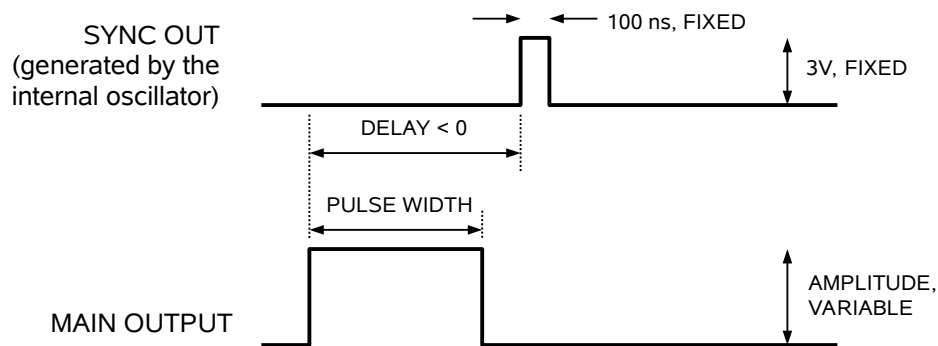 100 ns, FIXED
SYNC OUT
(generated by the
internal oscillator)
3V, FIXED
DELAY < 0
PULSE WIDTH
AMPLITUDE,
VARIABLE
MAIN OUTPUT